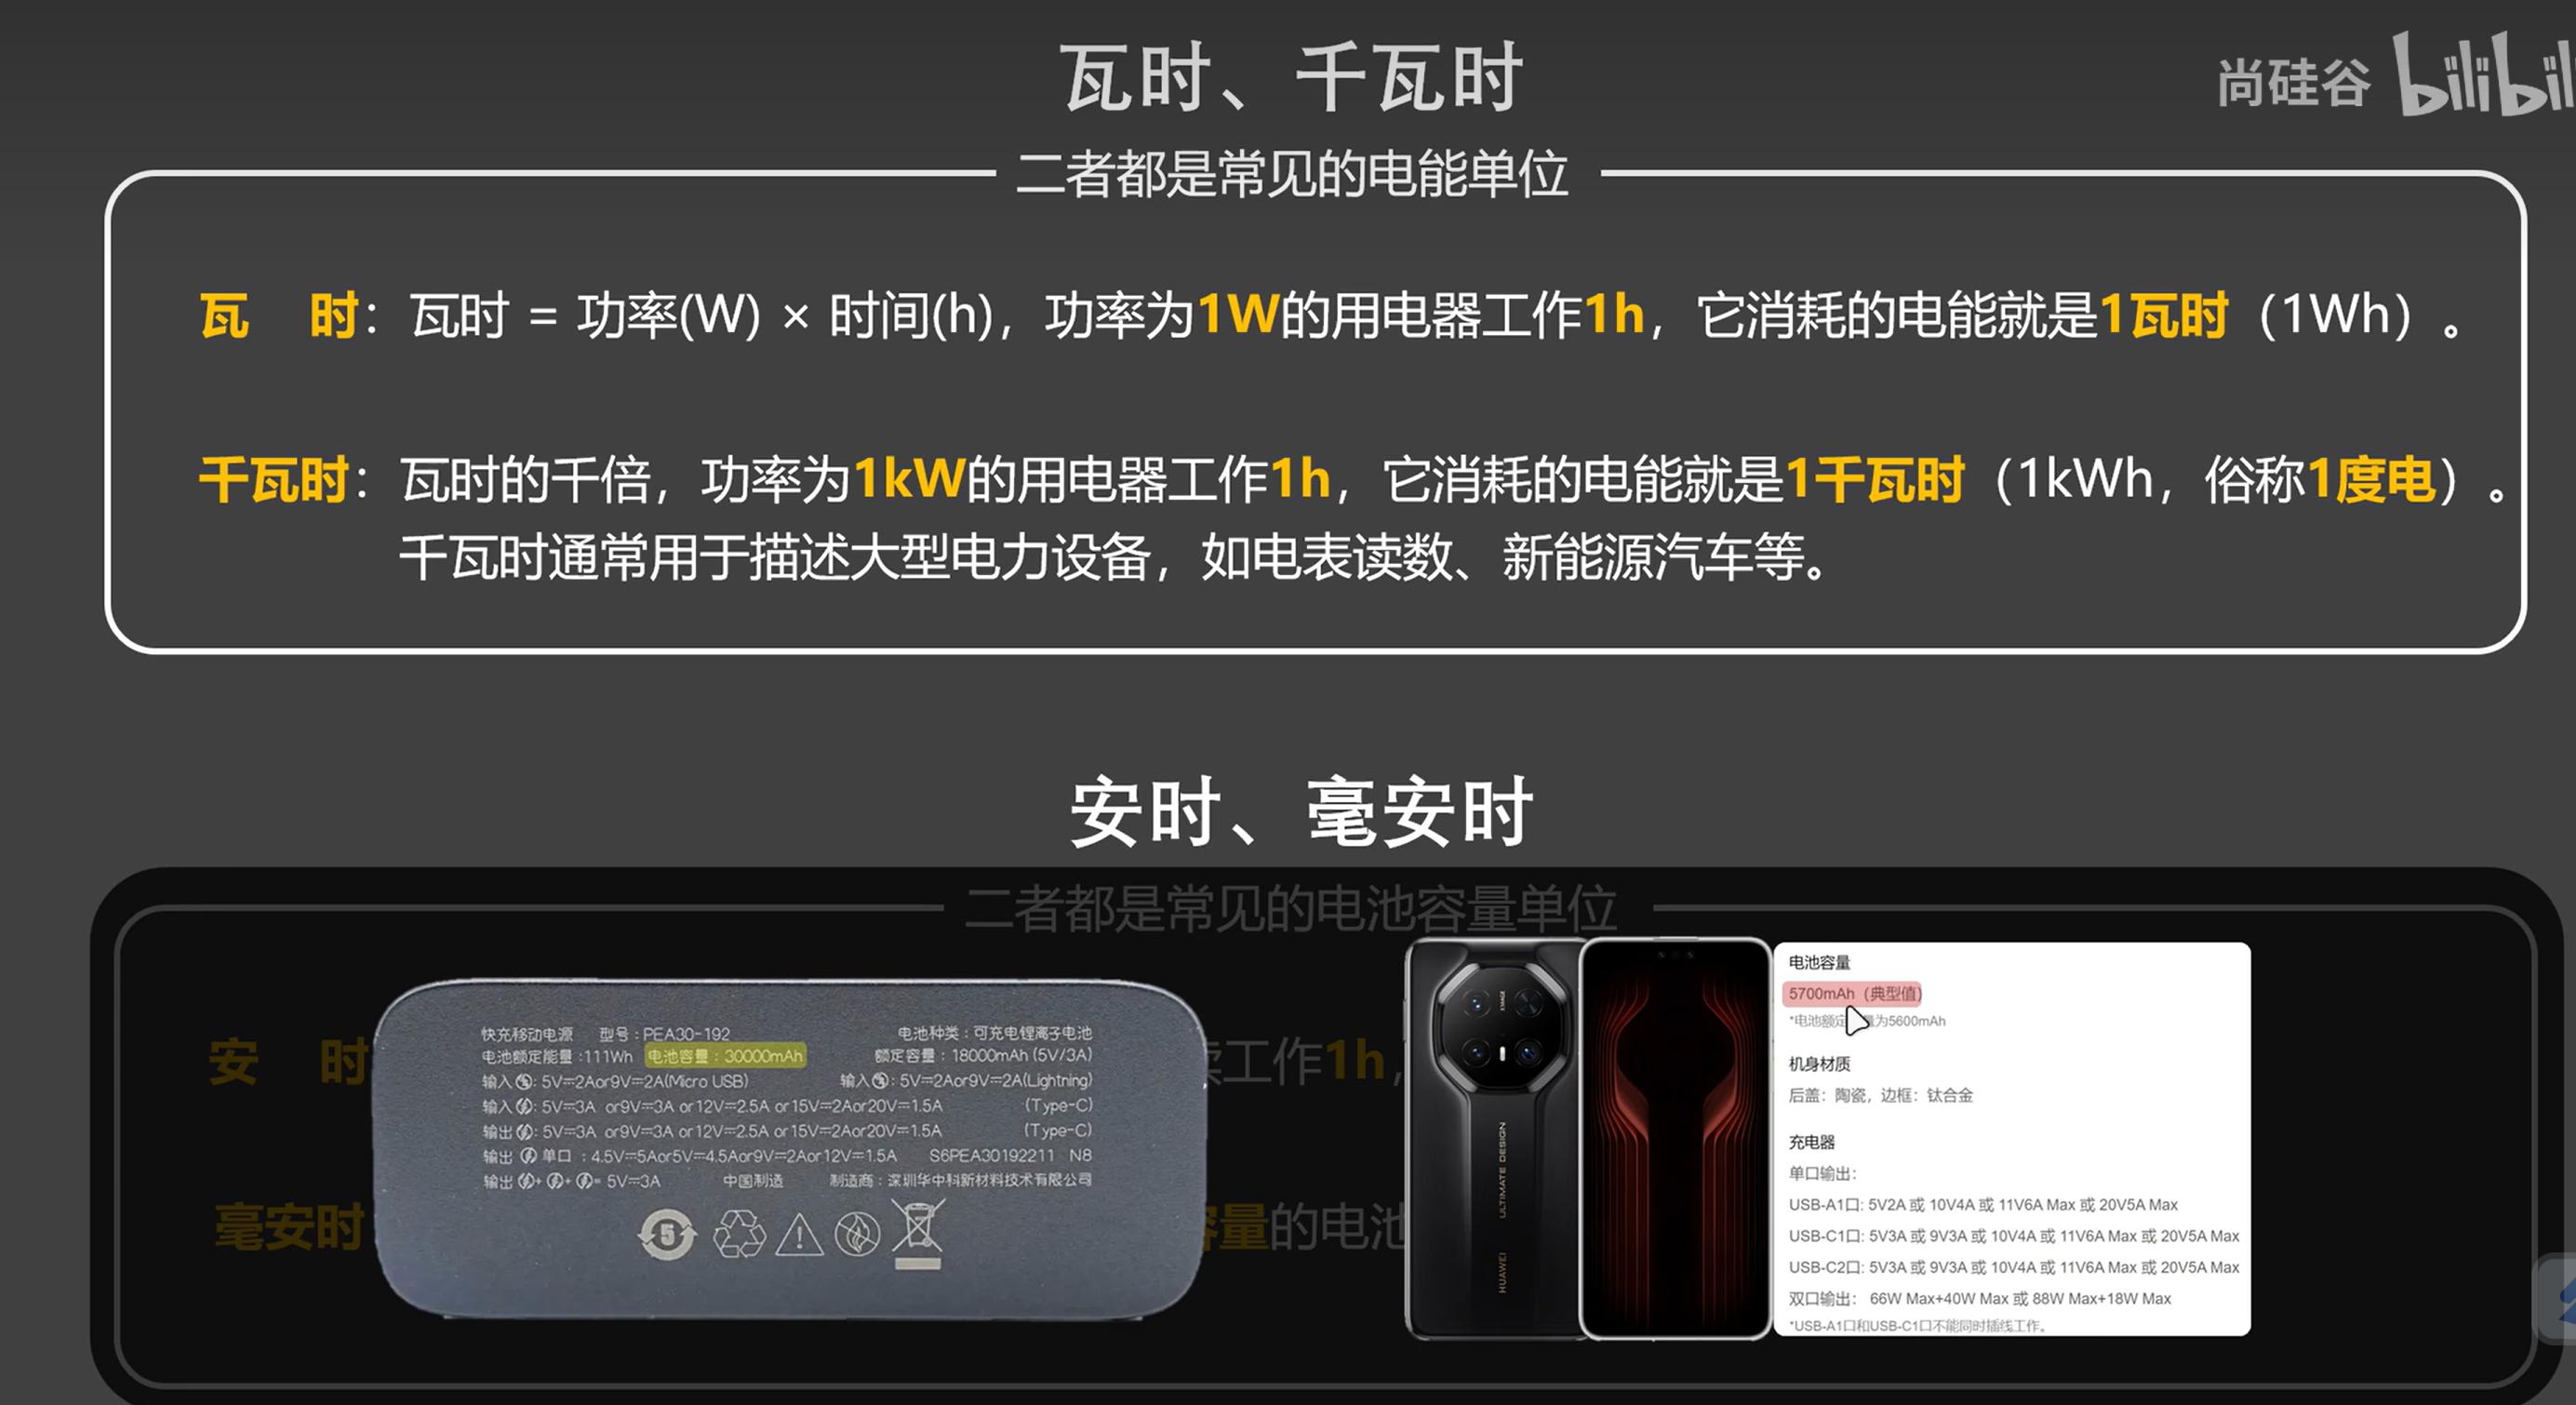 瓦时、千瓦时
尚硅谷 bilibili
二者都是常见的电能单位
瓦 时：瓦时 = 功率(W) × 时间(h)，功率为1W的用电器工作1h，它消耗的电能就是1瓦时（1Wh）。
千瓦时：瓦时的千倍，功率为1kW的用电器工作1h，它消耗的电能就是1千瓦时（1kWh，俗称1度电）。
千瓦时通常用于描述大型电力设备，如电表读数、新能源汽车等。
安时、毫安时
二者都是常见的电池容量单位
安 时
工作1h，
毫安时
容量的电池
快充移动电源 型号：PEA30-192 电池种类：可充电锂离子电池
电池额定能量：111Wh 电池容量：30000mAh 额定容量：18000mAh (5V/3A)
输入: 5V⎓2Aor9V⎓2A(Micro USB) 输入: 5V⎓2Aor9V⎓2A(Lightning)
输入: 5V⎓3A or9V⎓3A or12V⎓2.5A or15V⎓2Aor20V⎓1.5A (Type-C)
输出: 5V⎓3A or9V⎓3A or12V⎓2.5A or15V⎓2Aor20V⎓1.5A (Type-C)
输出 单口：4.5V⎓5Aor5V⎓4.5Aor9V⎓2Aor12V⎓1.5A S6PEA30192211 N8
输出 + + = 5V⎓3A 中国制造 制造商：深圳华中科新材料技术有限公司
5
XMAGE
ULTIMATE DESIGN
HUAWEI
电池容量
5700mAh（典型值）
*电池额定 量为5600mAh
机身材质
后盖：陶瓷，边框：钛合金
充电器
单口输出：
USB-A1口: 5V2A 或 10V4A 或 11V6A Max 或 20V5A Max
USB-C1口: 5V3A 或 9V3A 或 10V4A 或 11V6A Max 或 20V5A Max
USB-C2口: 5V3A 或 9V3A 或 10V4A 或 11V6A Max 或 20V5A Max
双口输出： 66W Max+40W Max 或 88W Max+18W Max
*USB-A1口和USB-C1口不能同时插线工作。